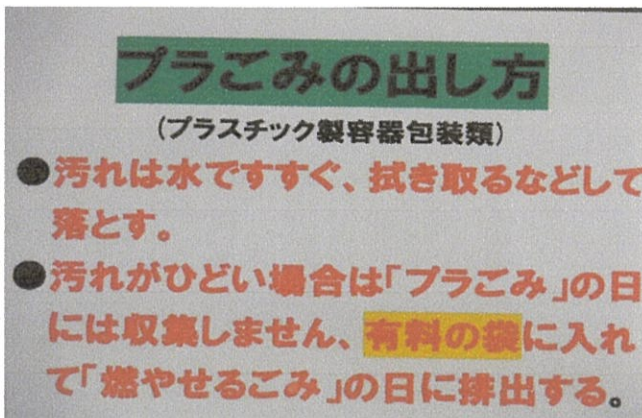 プラごみの出し方
(プラスチック製容器包装類)
●汚れは水ですすぐ、拭き取るなどして
落とす。
●汚れがひどい場合は「プラごみ」の日
には収集しません、有料の袋に入れ
て「燃やせるごみ」の日に排出する。